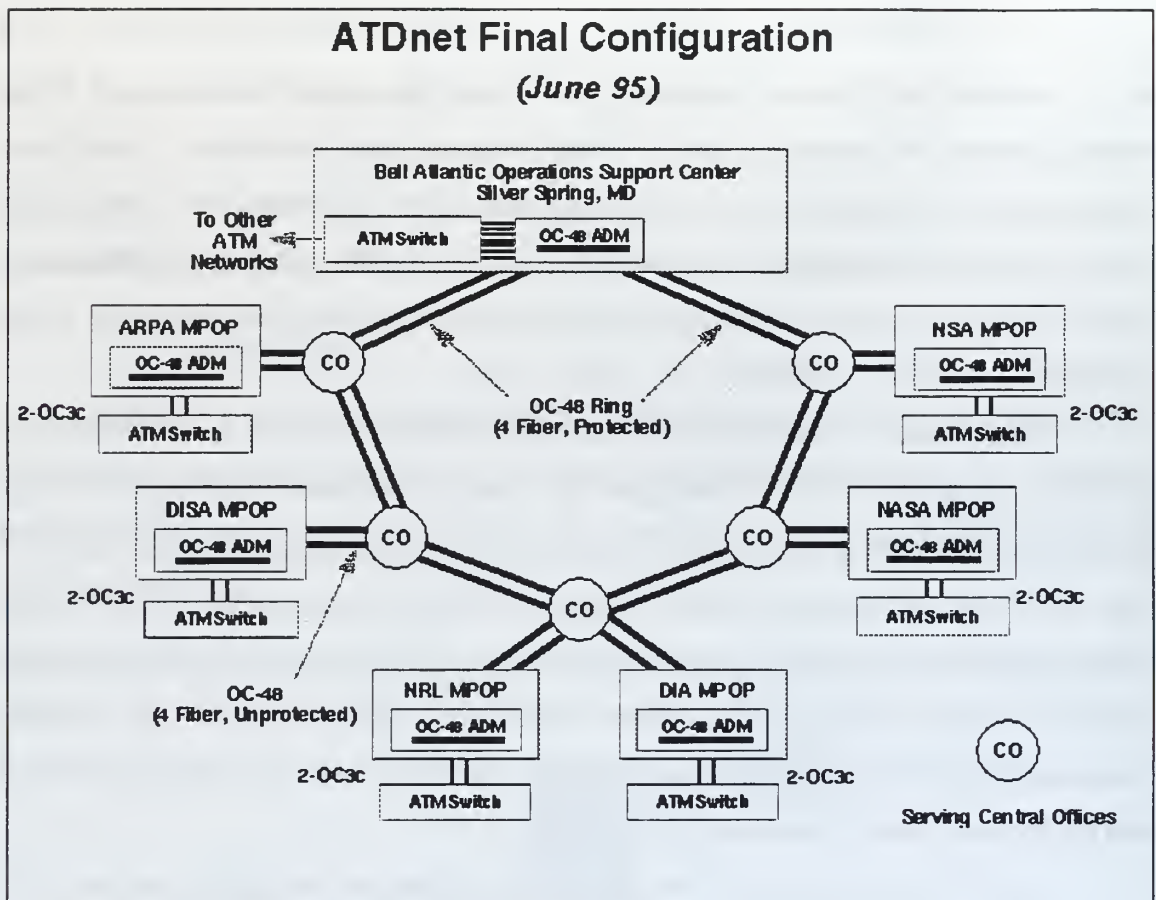 ATDnet Final Configuration
(June 95)
Bell Atlantic Operations Support Center
Silver Spring, MD
To Other
ATM
Networks
ATM Switch
OC-48 ADM
ARPA MPOP
OC-48 ADM
2-OC3c
ATM Switch
CO
CO
NSA MPOP
OC-48 ADM
2-OC3c
ATM Switch
OC-48 Ring
(4 Fiber, Protected)
DISA MPOP
OC-48 ADM
2-OC3c
ATM Switch
CO
CO
NASA MPOP
OC-48 ADM
2-OC3c
ATM Switch
CO
OC-48
(4 Fiber, Unprotected)
NRL MPOP
OC-48 ADM
2-OC3c
ATM Switch
DIA MPOP
OC-48 ADM
2-OC3c
ATM Switch
CO
Serving Central Offices